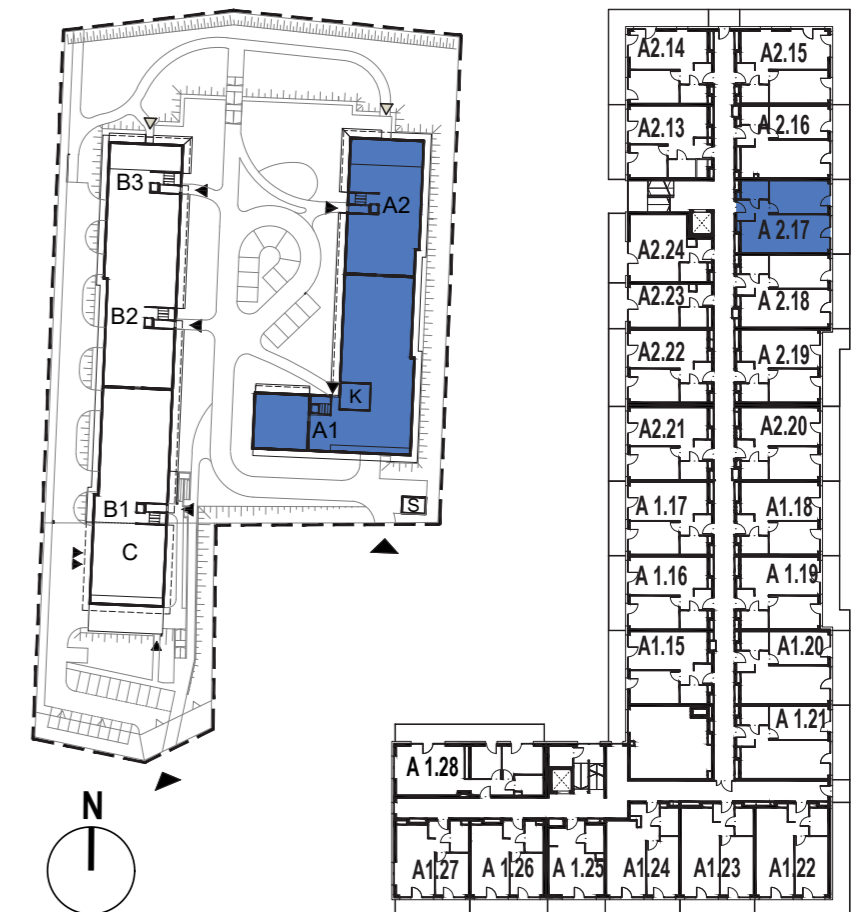 B3
A2
B2
K
A1
B1
S
C
N
A2.14
A2.15
A2.13
A 2.16
A 2.17
A2.24
A2.23
A 2.18
A2.22
A 2.19
A2.21
A2.20
A 1.17
A1.18
A 1.16
A 1.19
A1.15
A1.20
A 1.21
A 1.28
A1.27
A 1.26
A 1.25
A1.24
A1.23
A1.22